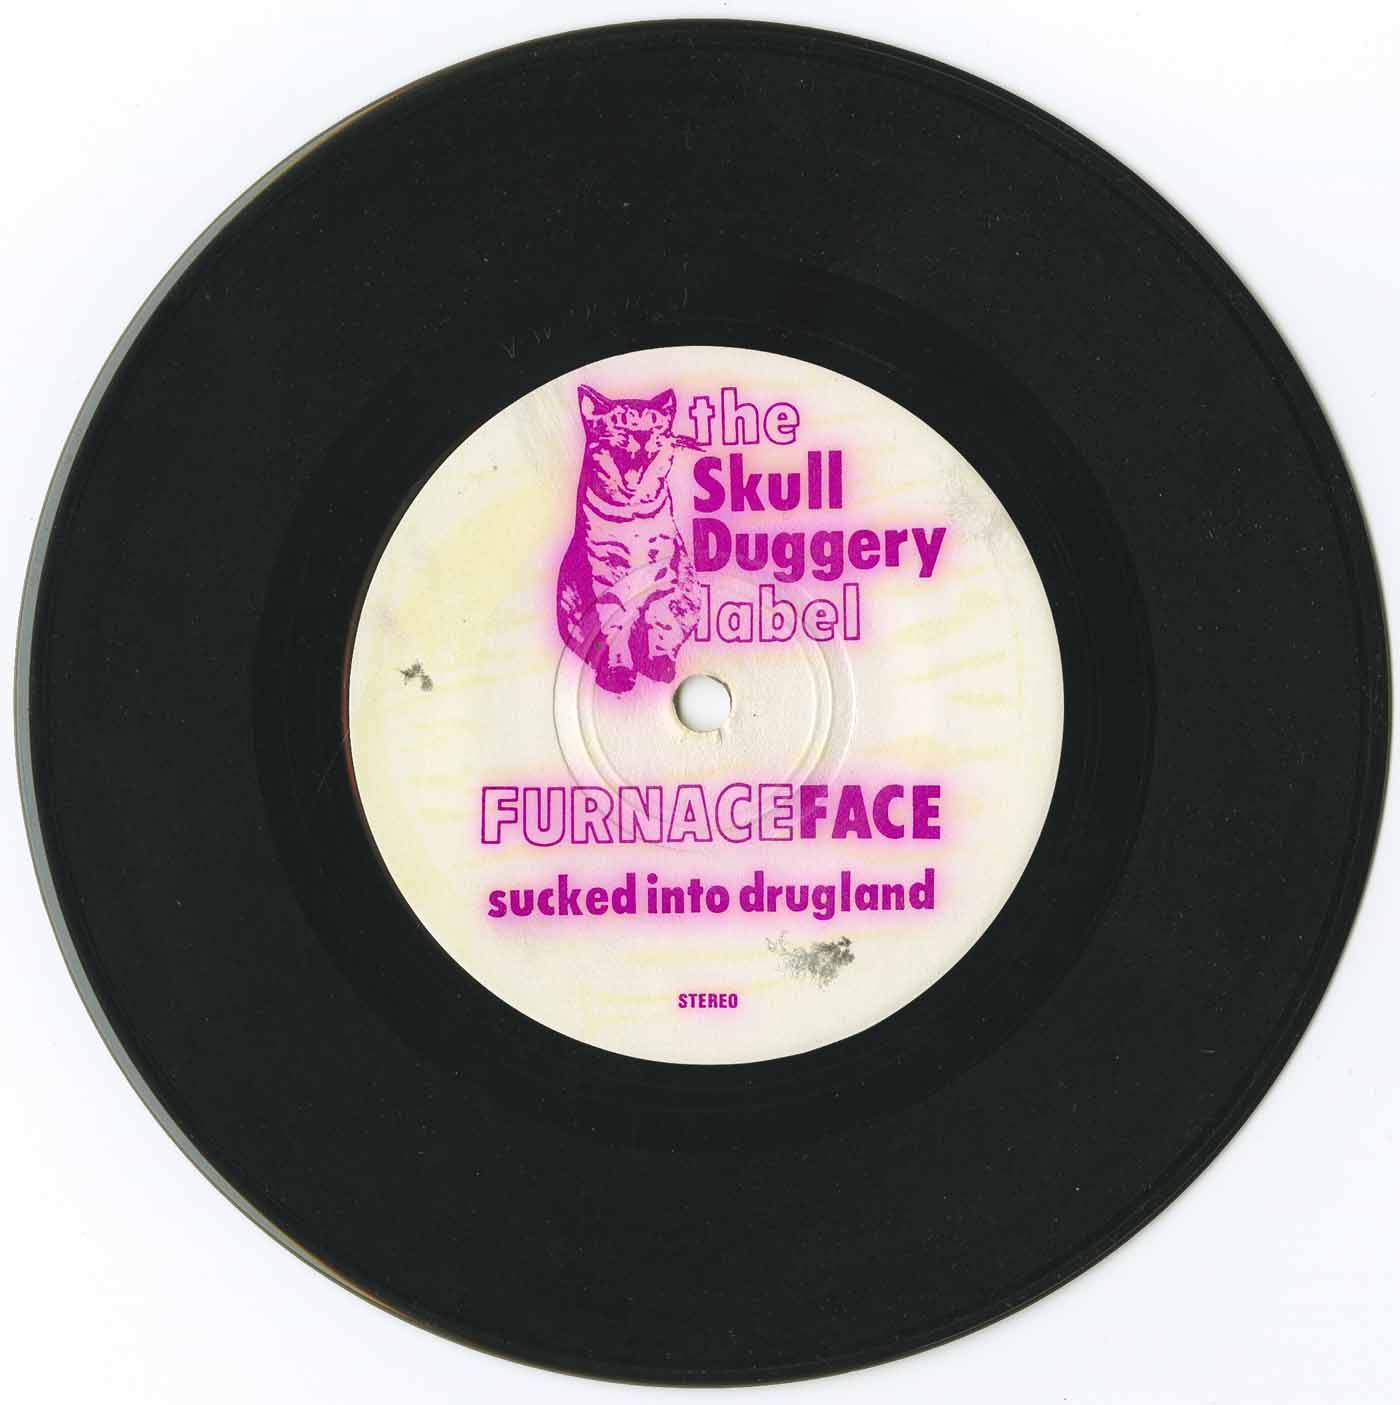 the
Skull
Duggery
label
FURNACEFACE
sucked into drugland
STEREO